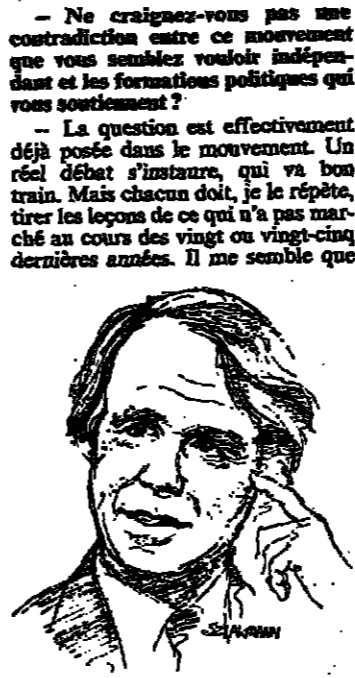 — Ne craignez-vous pas une
contradiction entre ce mouvement
que vous semblez vouloir indépen-
dant et les formations politiques qui
vous soutiennent ?
— La question est effectivement
déjà posée dans le mouvement. Un
réel débat s'instaure, qui va bon
train. Mais chacun doit, je le répète,
tirer les leçons de ce qui n'a pas mar-
ché au cours des vingt ou vingt-cinq
dernières années. Il me semble que
SZLAKMANN